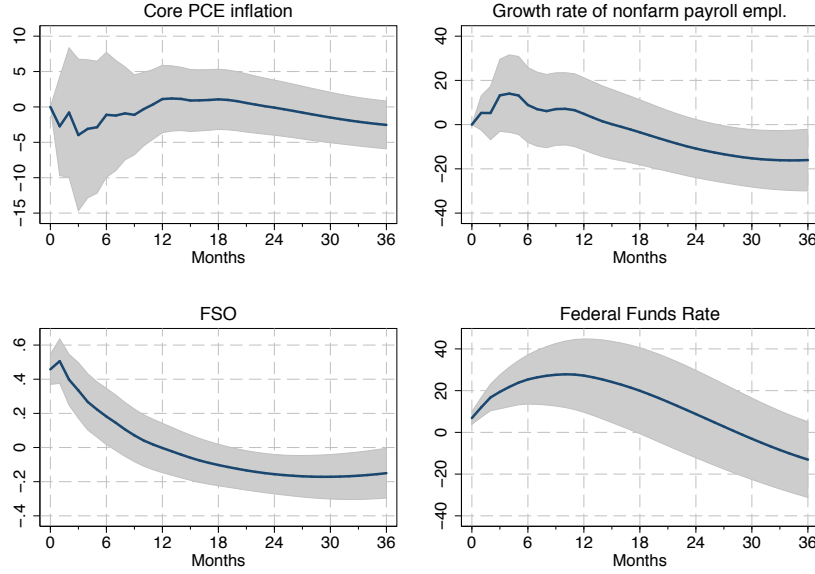 Core PCE inflation
10
5
0
−5
−10
−15
0 6 12 18 24 30 36
Months
Growth rate of nonfarm payroll empl.
40
20
0
−20
−40
0 6 12 18 24 30 36
Months
FSO
.6
.4
.2
0
−.2
−.4
0 6 12 18 24 30 36
Months
Federal Funds Rate
40
20
0
−20
−40
0 6 12 18 24 30 36
Months